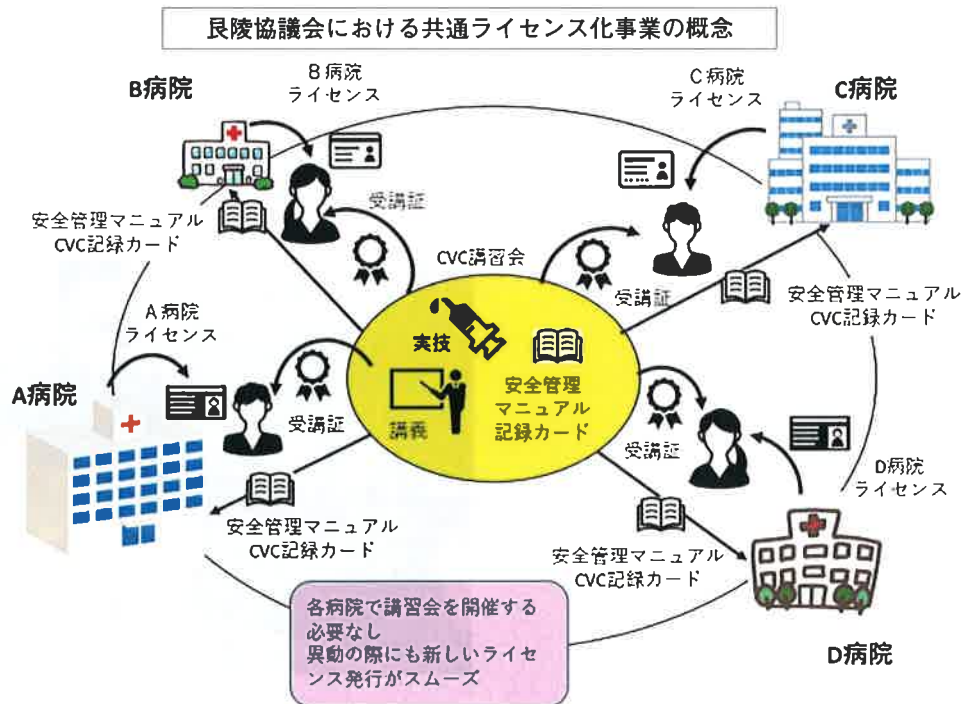 艮陵協議会における共通ライセンス化事業の概念
B病院
B病院
ライセンス
C病院
ライセンス
C病院
安全管理マニュアル
CVC記録カード
受講証
CVC講習会
受講証
安全管理マニュアル
CVC記録カード
A病院
ライセンス
A病院
受講証
実技
講義
安全管理
マニュアル
記録カード
受講証
D病院
ライセンス
安全管理マニュアル
CVC記録カード
安全管理マニュアル
CVC記録カード
D病院
各病院で講習会を開催する
必要なし
異動の際にも新しいライセ
ンス発行がスムーズ